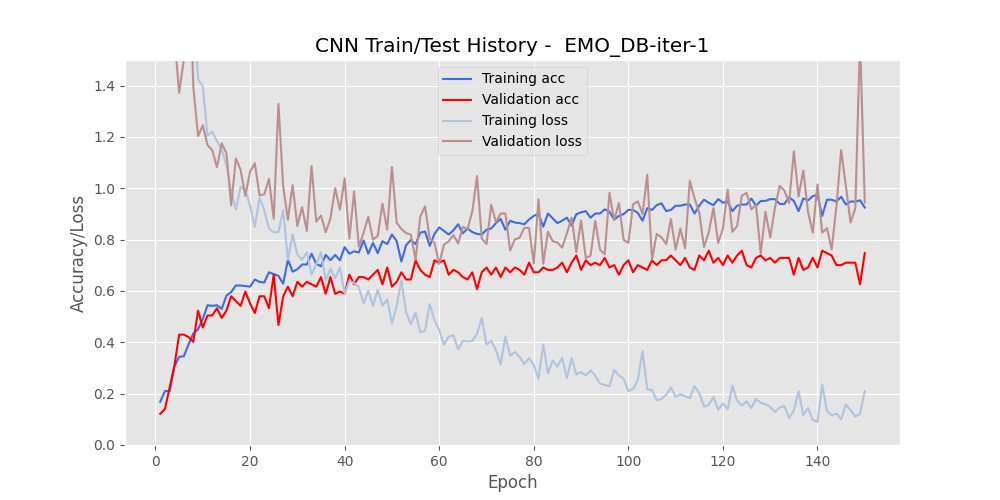 CNN Train/Test History -  EMO_DB-iter-1
Training acc
Validation acc
Training loss
Validation loss
Accuracy/Loss
1.4
1.2
1.0
0.8
0.6
0.4
0.2
0.0
0 20 40 60 80 100 120 140
Epoch